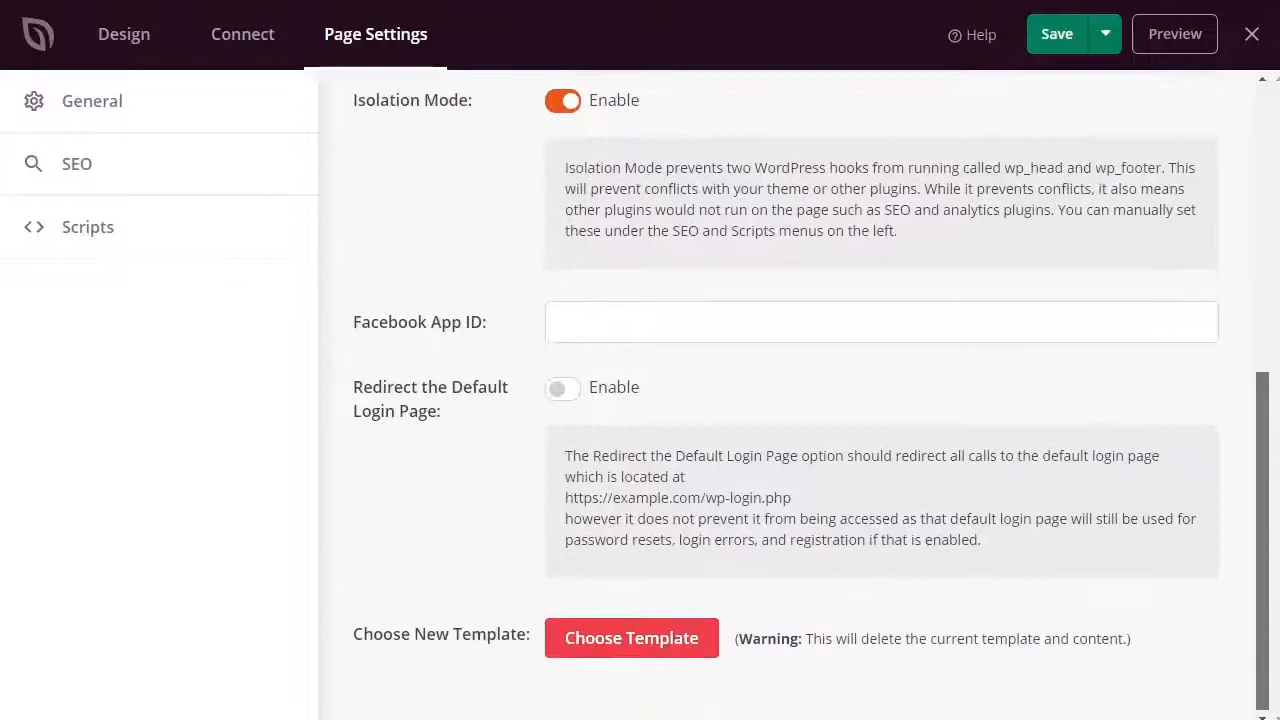 Design
Connect
Page Settings
Help
Save
Preview
General
SEO
Scripts
Isolation Mode:
Enable
Isolation Mode prevents two WordPress hooks from running called wp_head and wp_footer. This
will prevent conflicts with your theme or other plugins. While it prevents conflicts, it also means
other plugins would not run on the page such as SEO and analytics plugins. You can manually set
these under the SEO and Scripts menus on the left.
Facebook App ID:
Redirect the Default
Login Page:
Enable
The Redirect the Default Login Page option should redirect all calls to the default login page
which is located at
https://example.com/wp-login.php
however it does not prevent it from being accessed as that default login page will still be used for
password resets, login errors, and registration if that is enabled.
Choose New Template:
Choose Template
(Warning: This will delete the current template and content.)